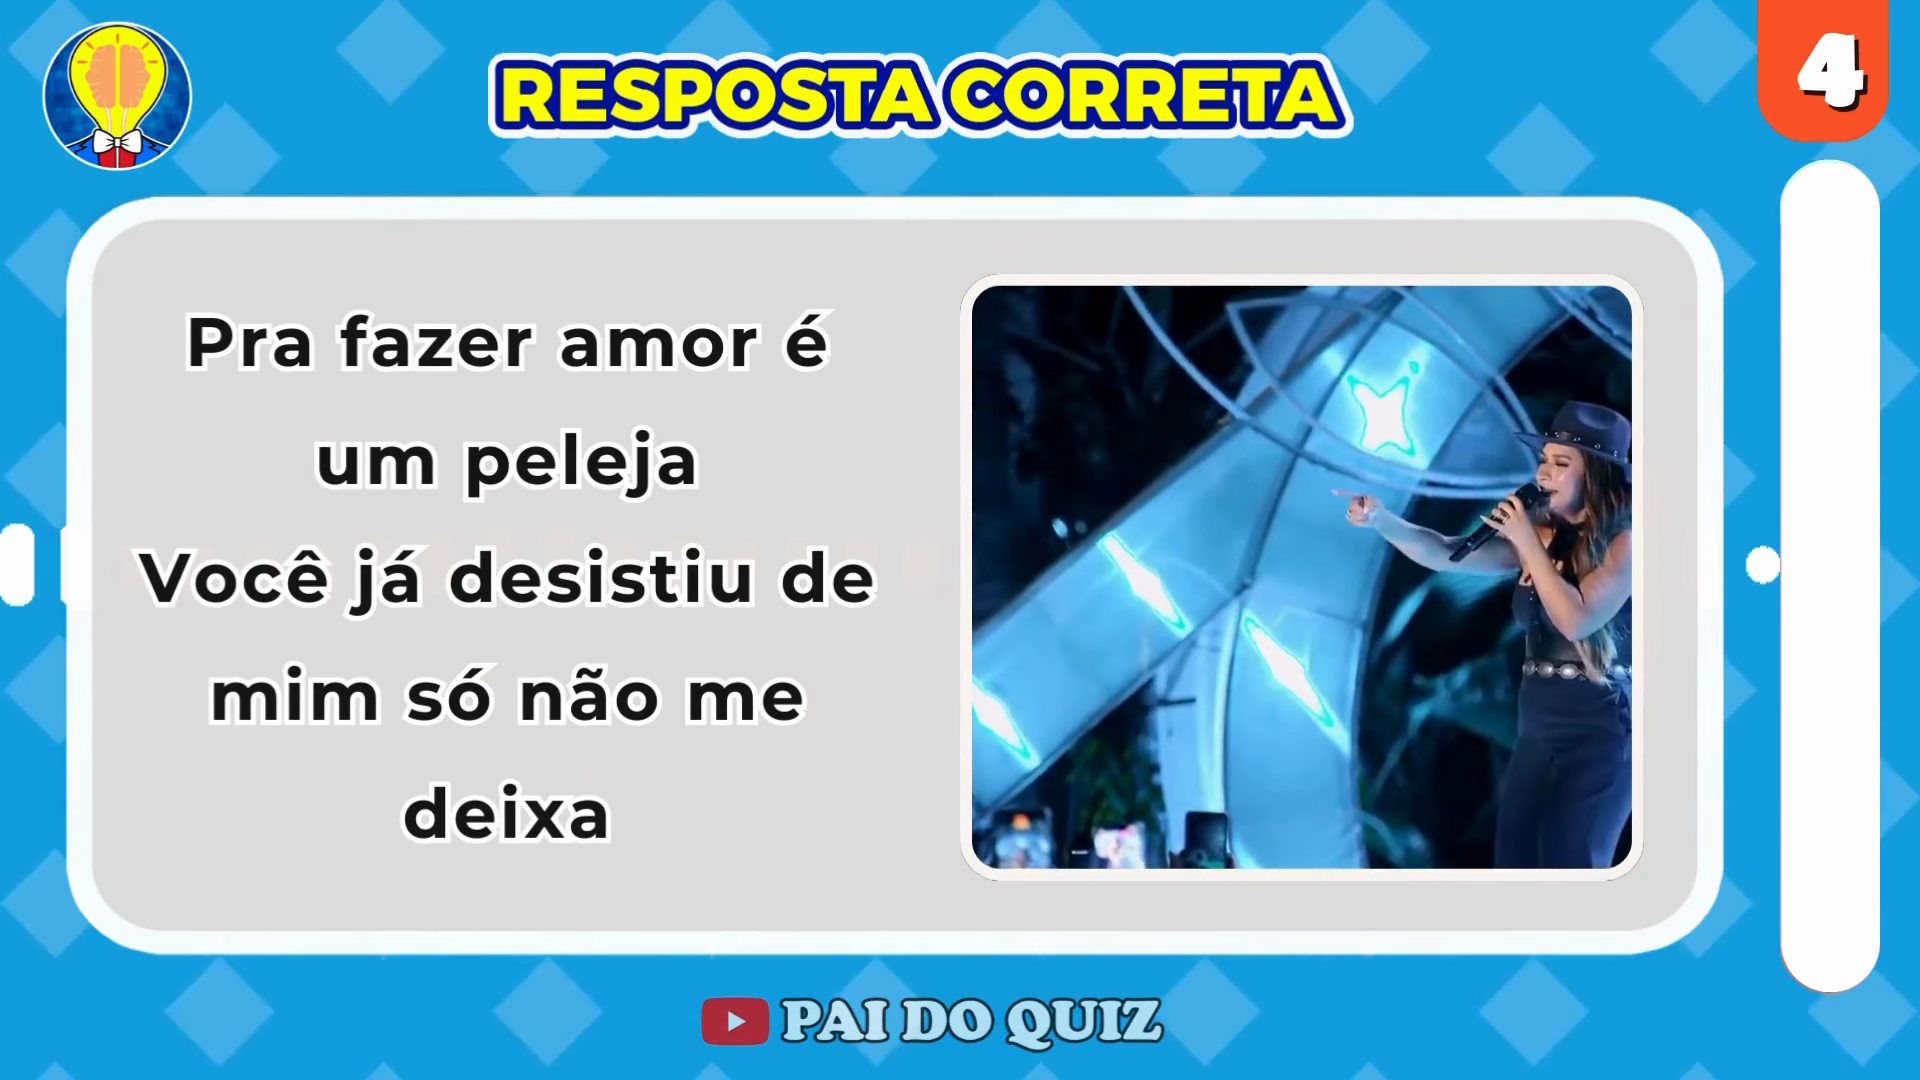 RESPOSTA CORRETA
4
Pra fazer amor é
um peleja
Você já desistiu de
mim só não me
deixa
PAI DO QUIZ